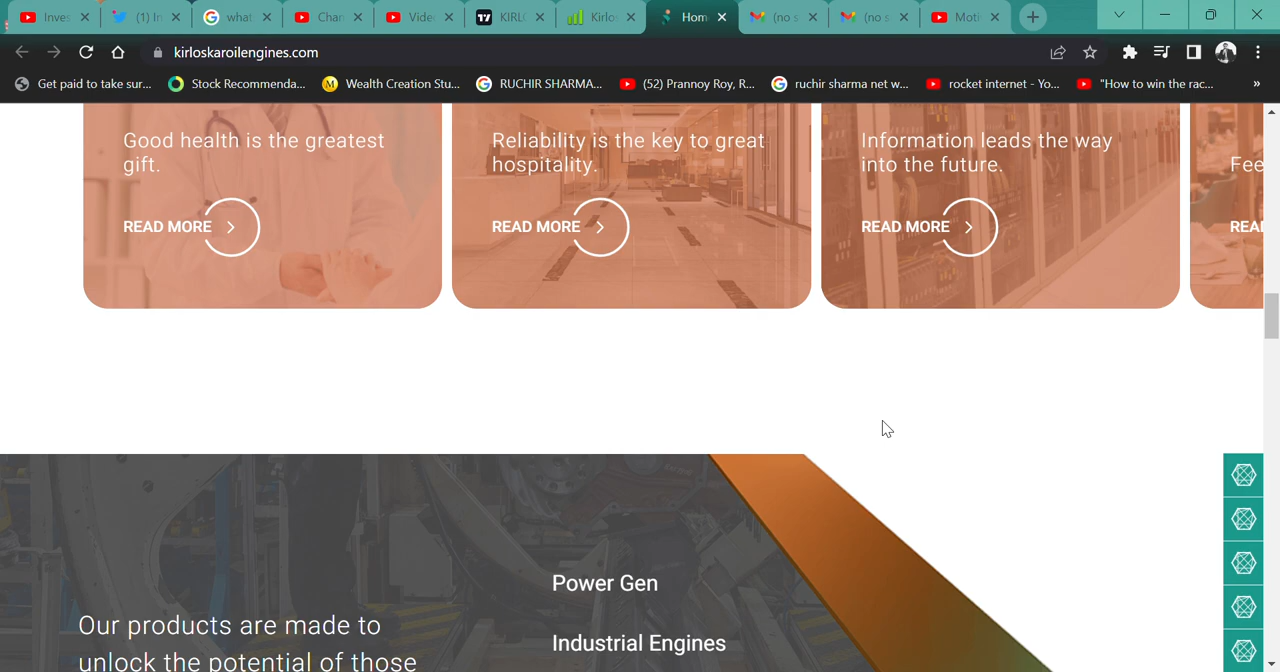 Inves
(1) In
what
Chan
Vide
KIRL
Kirlo
Hom
(no s
(no s
Moti
kirloskaroilengines.com
Get paid to take sur...
Stock Recommenda...
Wealth Creation Stu...
RUCHIR SHARMA...
(52) Prannoy Roy, R...
ruchir sharma net w...
rocket internet - Yo...
"How to win the rac...
»
Good health is the greatest
gift.
READ MORE
Reliability is the key to great
hospitality.
READ MORE
Information leads the way
into the future.
READ MORE
Fee
REA
Our products are made to
unlock the potential of those
Power Gen
Industrial Engines